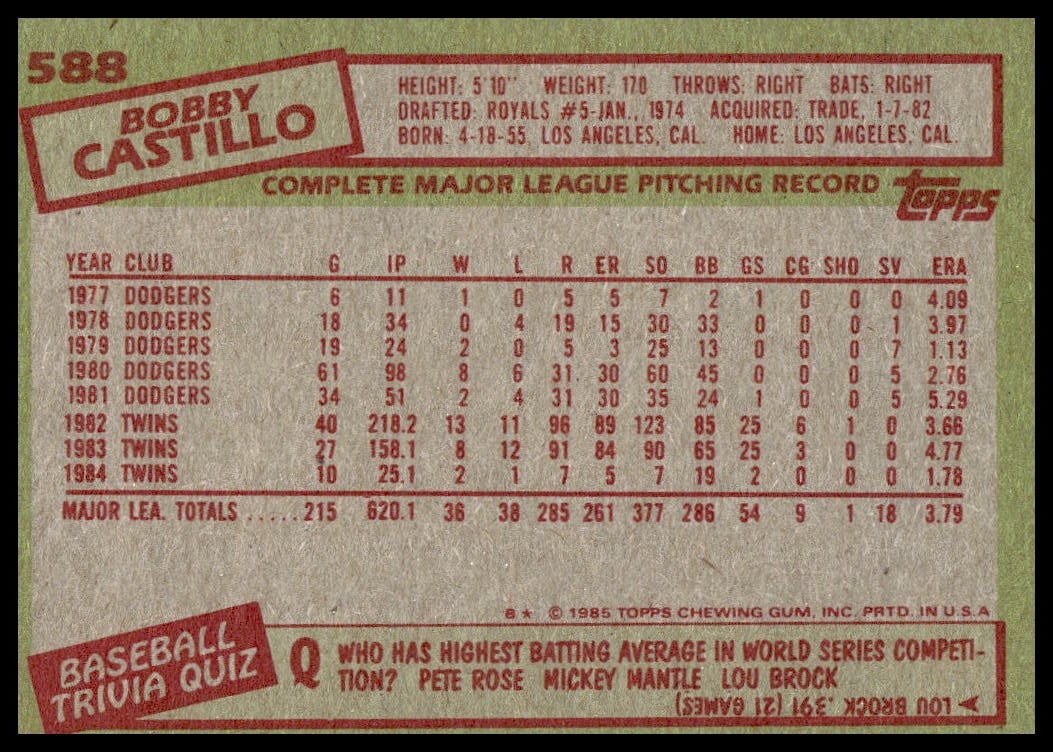 588
BOBBY
CASTILLO
HEIGHT: 5'10" WEIGHT: 170 THROWS: RIGHT BATS: RIGHT
DRAFTED: ROYALS #5-JAN., 1974 ACQUIRED: TRADE, 1-7-82
BORN: 4-18-55, LOS ANGELES, CAL. HOME: LOS ANGELES, CAL.
COMPLETE MAJOR LEAGUE PITCHING RECORD
topps
YEAR CLUB G IP W L R ER SO BB GS CG SHO SV ERA
1977 DODGERS 6 11 1 0 5 5 7 2 1 0 0 0 4.09
1978 DODGERS 18 34 0 4 19 15 30 33 0 0 0 1 3.97
1979 DODGERS 19 24 2 0 5 3 25 13 0 0 0 7 1.13
1980 DODGERS 61 98 8 6 31 30 60 45 0 0 0 5 2.76
1981 DODGERS 34 51 2 4 31 30 35 24 1 0 0 5 5.29
1982 TWINS 40 218.2 13 11 96 89 123 85 25 6 1 0 3.66
1983 TWINS 27 158.1 8 12 91 84 90 65 25 3 0 0 4.77
1984 TWINS 10 25.1 2 1 7 5 7 19 2 0 0 0 1.78
MAJOR LEA. TOTALS .....215 620.1 36 38 285 261 377 286 54 9 1 18 3.79
8★ © 1985 TOPPS CHEWING GUM, INC. PRTD. IN U.S.A
BASEBALL
TRIVIA QUIZ
Q WHO HAS HIGHEST BATTING AVERAGE IN WORLD SERIES COMPETI-
TION? PETE ROSE MICKEY MANTLE LOU BROCK
LOU BROCK .391 (21 GAMES)